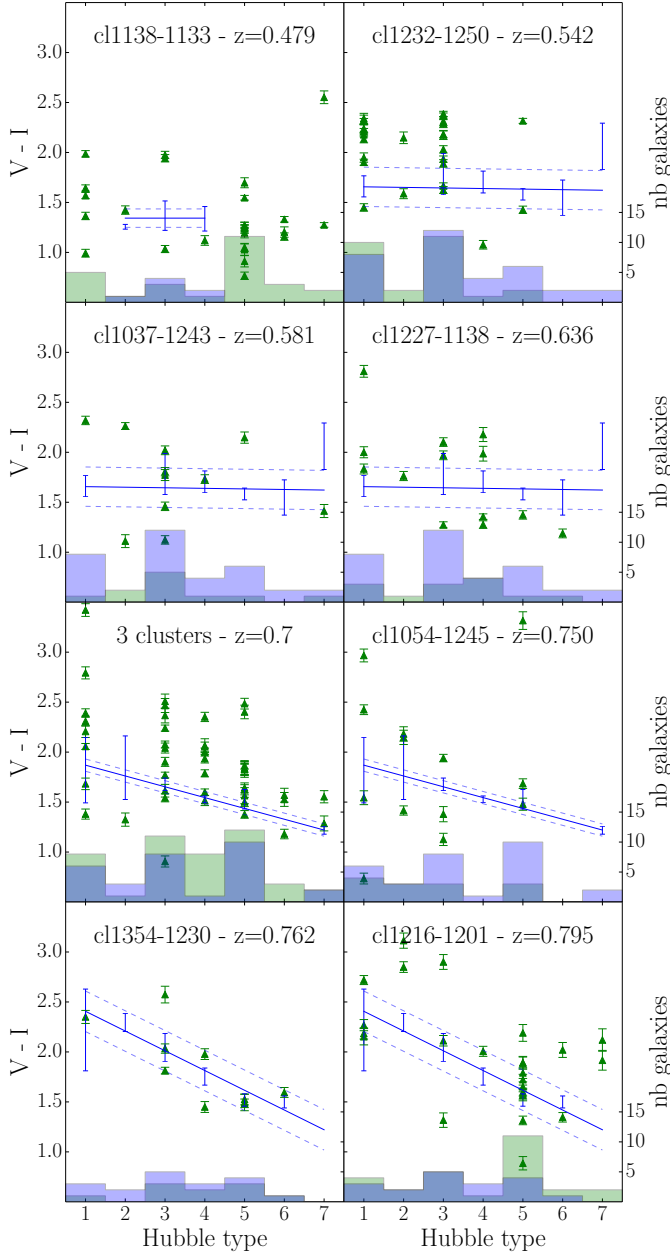 cl1138-1133 - z=0.479
cl1232-1250 - z=0.542
3.5
3.0
2.5
2.0
1.5
1.0
V - I
nb galaxies
15
10
5
cl1037-1243 - z=0.581
cl1227-1138 - z=0.636
3.0
2.5
2.0
1.5
1.0
V - I
nb galaxies
15
10
5
3 clusters - z=0.7
cl1054-1245 - z=0.750
3.0
2.5
2.0
1.5
1.0
V - I
nb galaxies
15
10
5
cl1354-1230 - z=0.762
cl1216-1201 - z=0.795
3.0
2.5
2.0
1.5
1.0
V - I
nb galaxies
15
10
5
1 2 3 4 5 6 7
1 2 3 4 5 6 7
Hubble type
Hubble type